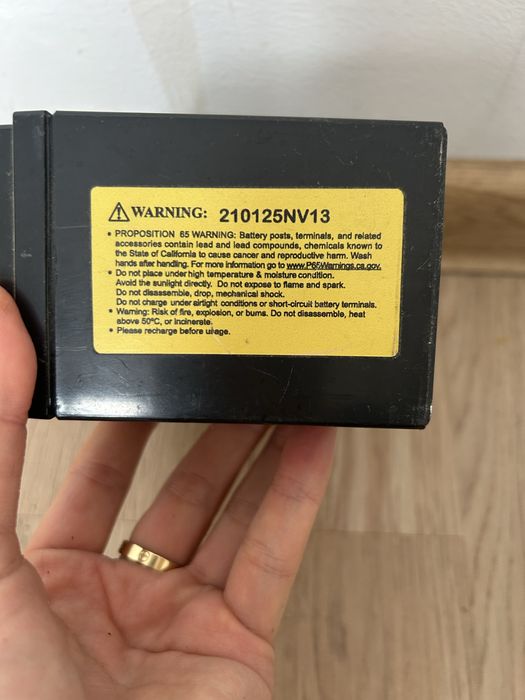 ⚠ WARNING: 210125NV13
• PROPOSITION 65 WARNING: Battery posts, terminals, and related
accessories contain lead and lead compounds, chemicals known to
the State of California to cause cancer and reproductive harm. Wash
hands after handling. For more information go to www.P65Warnings.ca.gov.
• Do not place under high temperature & moisture condition.
Avoid the sunlight directly. Do not expose to flame and spark.
Do not disassemble, drop, mechanical shock.
Do not charge under airtight conditions or short-circuit battery terminals.
• Warning: Risk of fire, explosion, or burns. Do not disassemble, heat
above 50°C, or incinerate.
• Please recharge before usage.